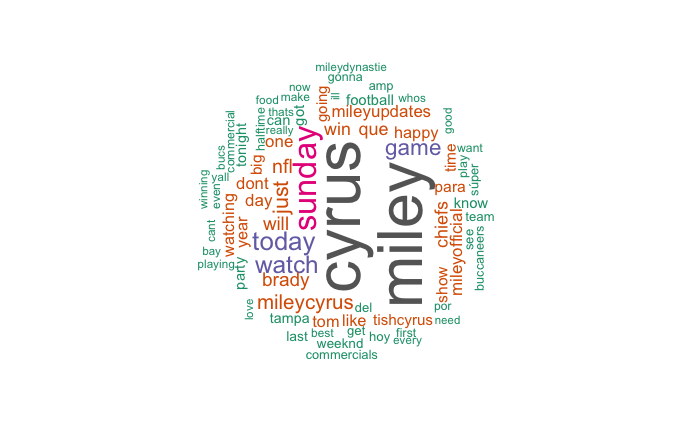 mileydynastie
gonna
now
amp
food
make
ill
going
football
whos
thats
got
mileyupdates
can
really
win
que
happy
good
commercial
tonight
halftime
one
sunday
cyrus
miley
game
time
play
want
bucs
big
nfl
yall
even
dont
just
para
súper
winning
day
know
watching
year
will
chiefs
mileyofficial
team
cant
today
see
buccaneers
bay
watch
playing
party
brady
show
love
mileycyrus
del
por
tampa
tom
like
tishcyrus
need
last
best
get
hoy
first
every
weeknd
commercials